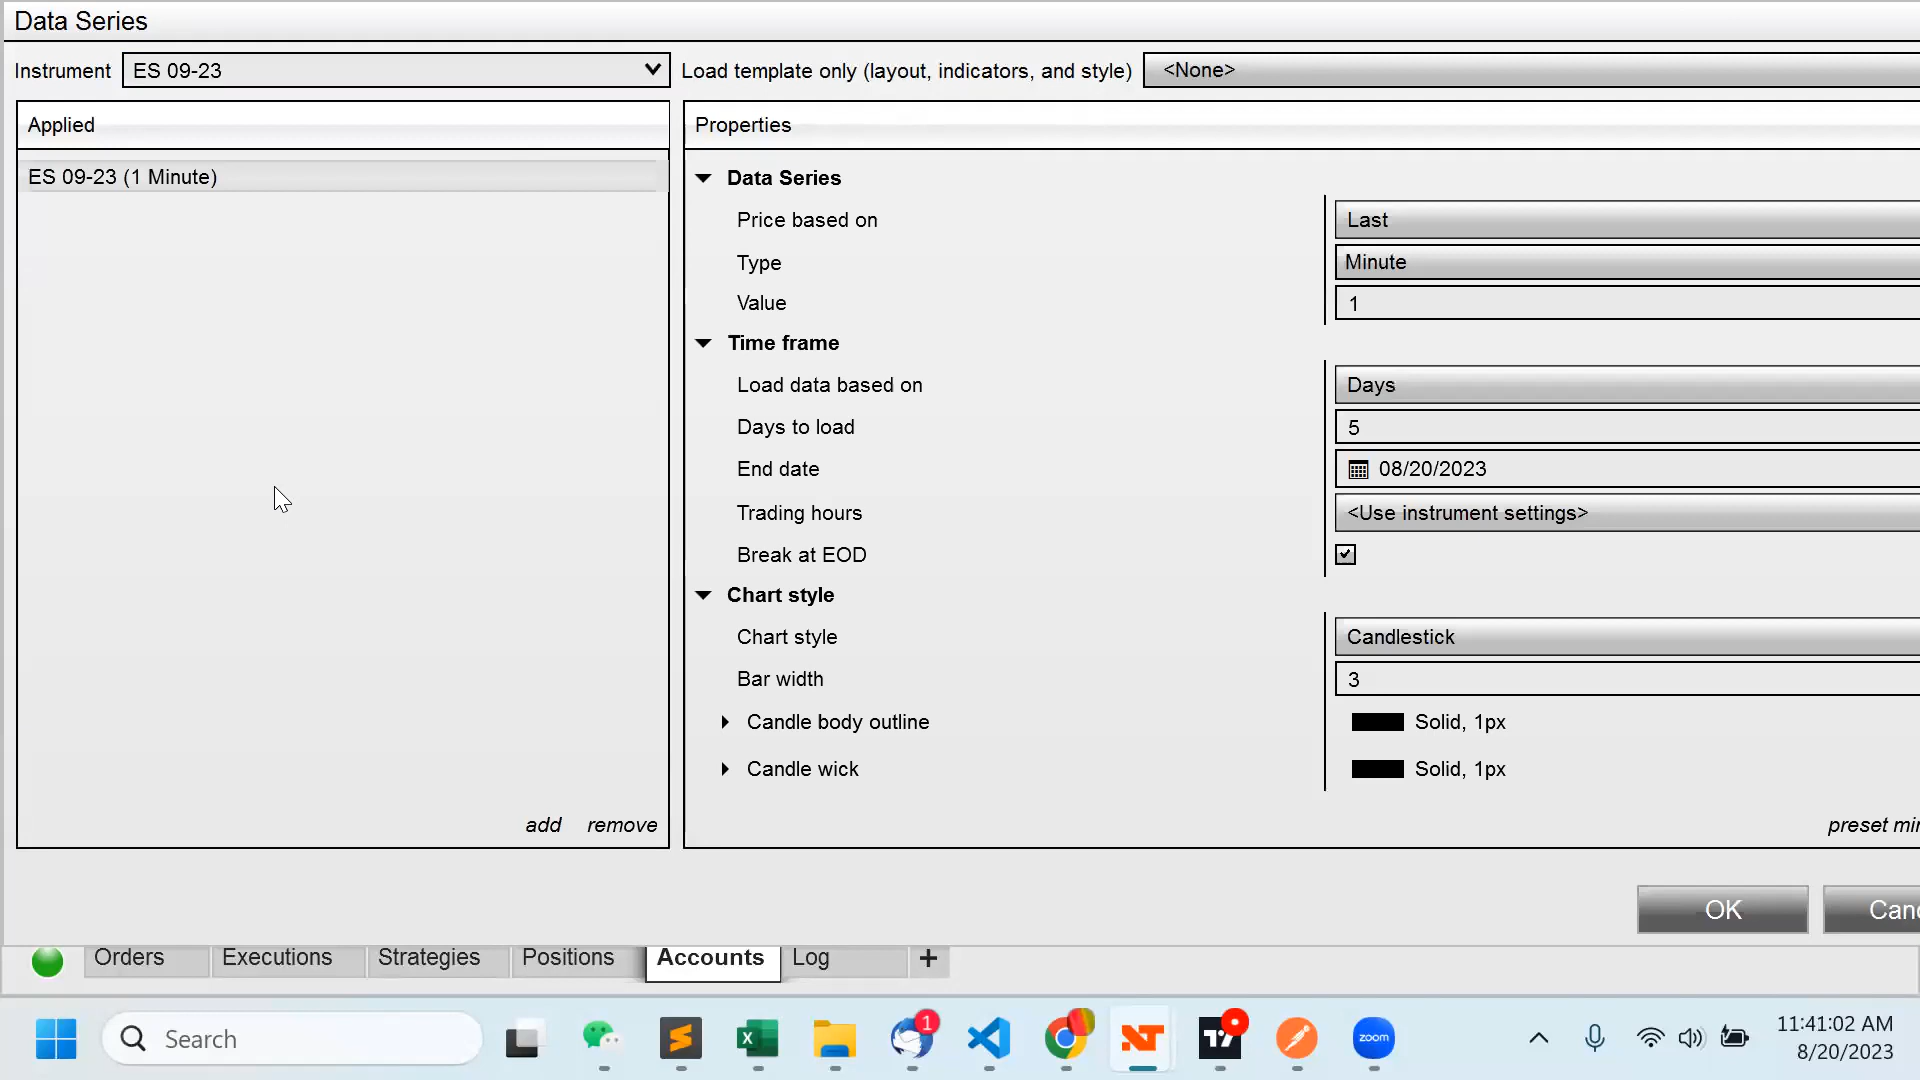 Data Series
Instrument ES 09-23 Load template only (layout, indicators, and style) <None>
Applied
ES 09-23 (1 Minute)
add remove
Properties
Data Series
Price based on Last
Type Minute
Value 1
Time frame
Load data based on Days
Days to load 5
End date 08/20/2023
Trading hours <Use instrument settings>
Break at EOD
Chart style
Chart style Candlestick
Bar width 3
Candle body outline Solid, 1px
Candle wick Solid, 1px
preset mi
OK Can
Orders Executions Strategies Positions Accounts Log +
Search 1 zoom 11:41:02 AM
8/20/2023